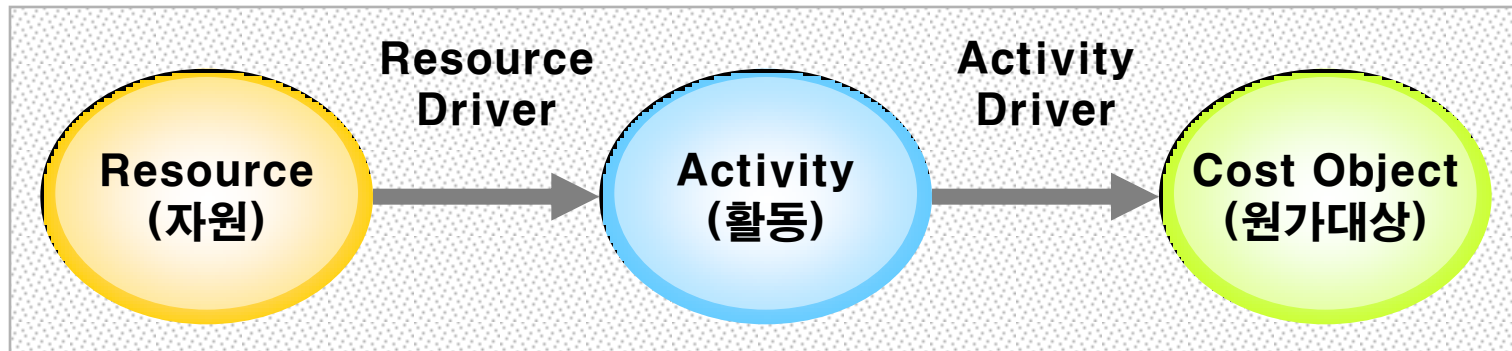 Resource
Driver
Activity
Driver
Resource
(자원)
Activity
(활동)
Cost Object
(원가대상)